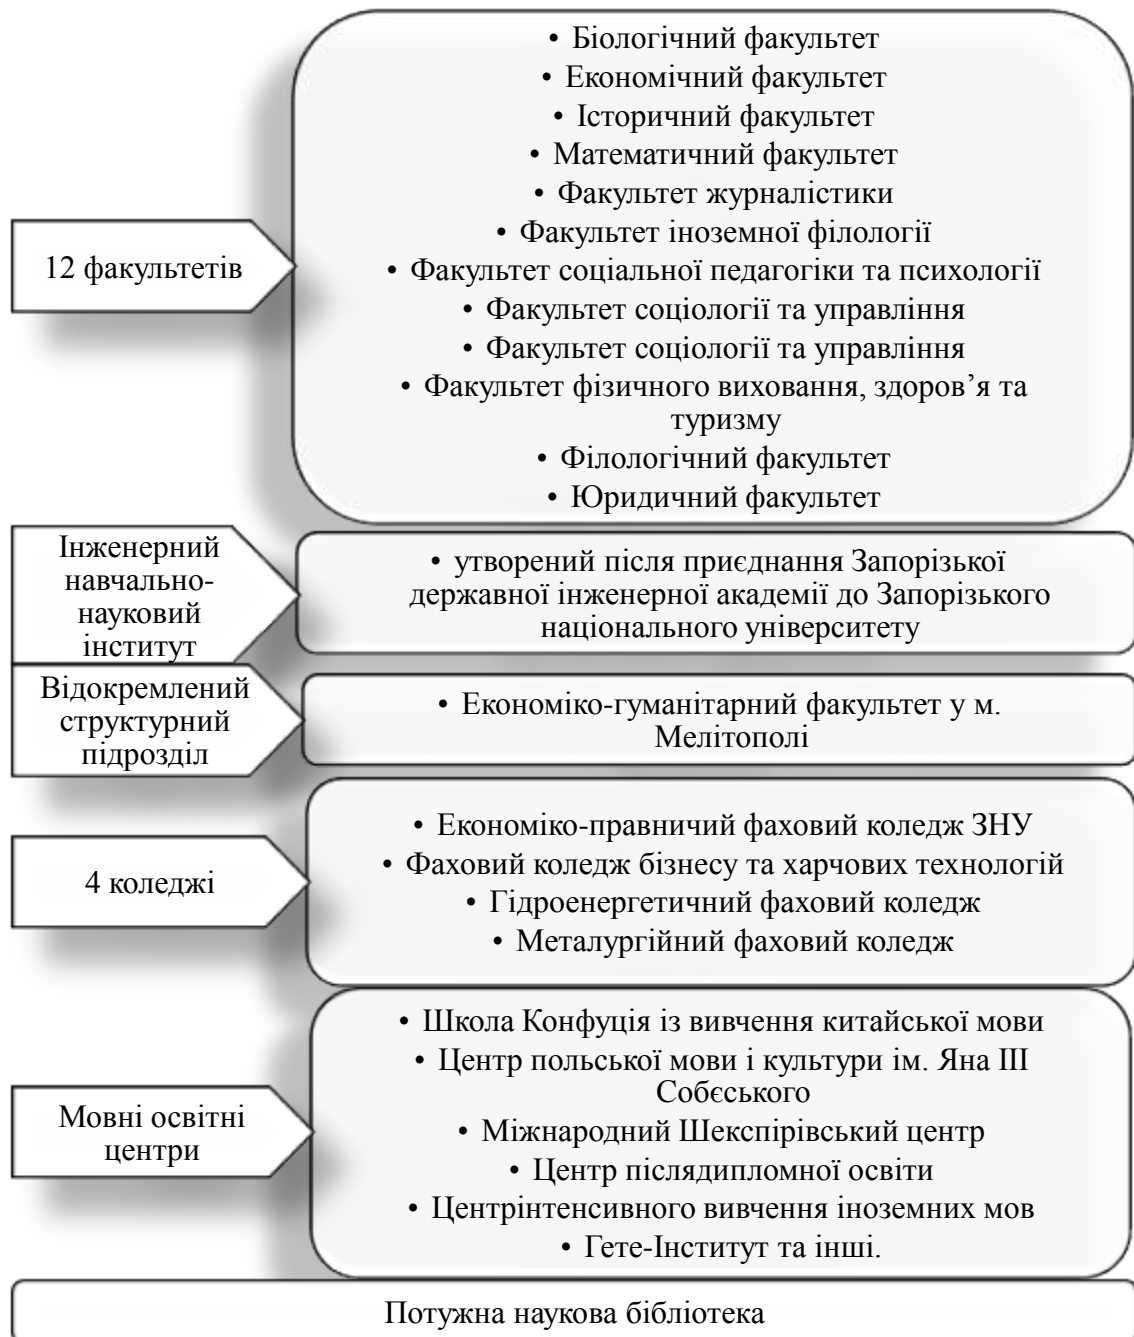 12 факультетів
• Біологічний факультет
• Економічний факультет
• Історичний факультет
• Математичний факультет
• Факультет журналістики
• Факультет іноземної філології
• Факультет соціальної педагогіки та психології
• Факультет соціології та управління
• Факультет соціології та управління
• Факультет фізичного виховання, здоров’я та
туризму
• Філологічний факультет
• Юридичний факультет
Інженерний
навчально-
науковий
інститут
• утворений після приєднання Запорізької
державної інженерної академії до Запорізького
національного університету
Відокремлений
структурний
підрозділ
• Економіко-гуманітарний факультет у м.
Мелітополі
4 коледжі
• Економіко-правничий фаховий коледж ЗНУ
• Фаховий коледж бізнесу та харчових технологій
• Гідроенергетичний фаховий коледж
• Металургійний фаховий коледж
Мовні освітні
центри
• Школа Конфуція із вивчення китайської мови
• Центр польської мови і культури ім. Яна ІІІ
Собєського
• Міжнародний Шекспірівський центр
• Центр післядипломної освіти
• Центрінтенсивного вивчення іноземних мов
• Гете-Інститут та інші.
Потужна наукова бібліотека